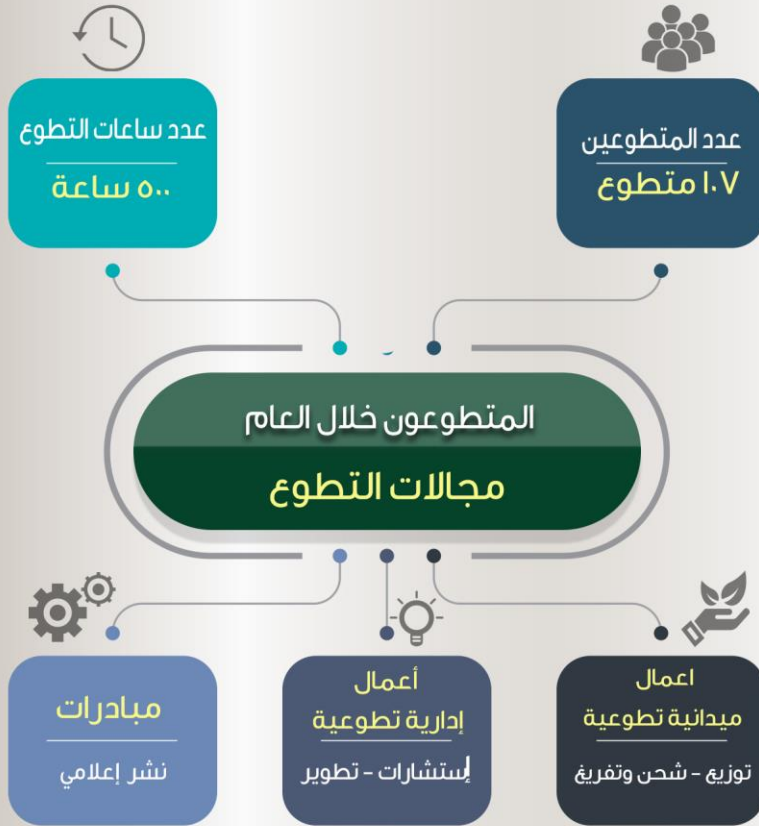 عدد المتطوعين
١٠٧ متطوع
عدد ساعات التطوع
٥٠٠ ساعة
المتطوعون خلال العام
مجالات التطوع
اعمال
ميدانية تطوعية
توزيع - شحن وتفريغ
أعمال
إدارية تطوعية
إستشارات - تطوير
مبادرات
نشر إعلامي